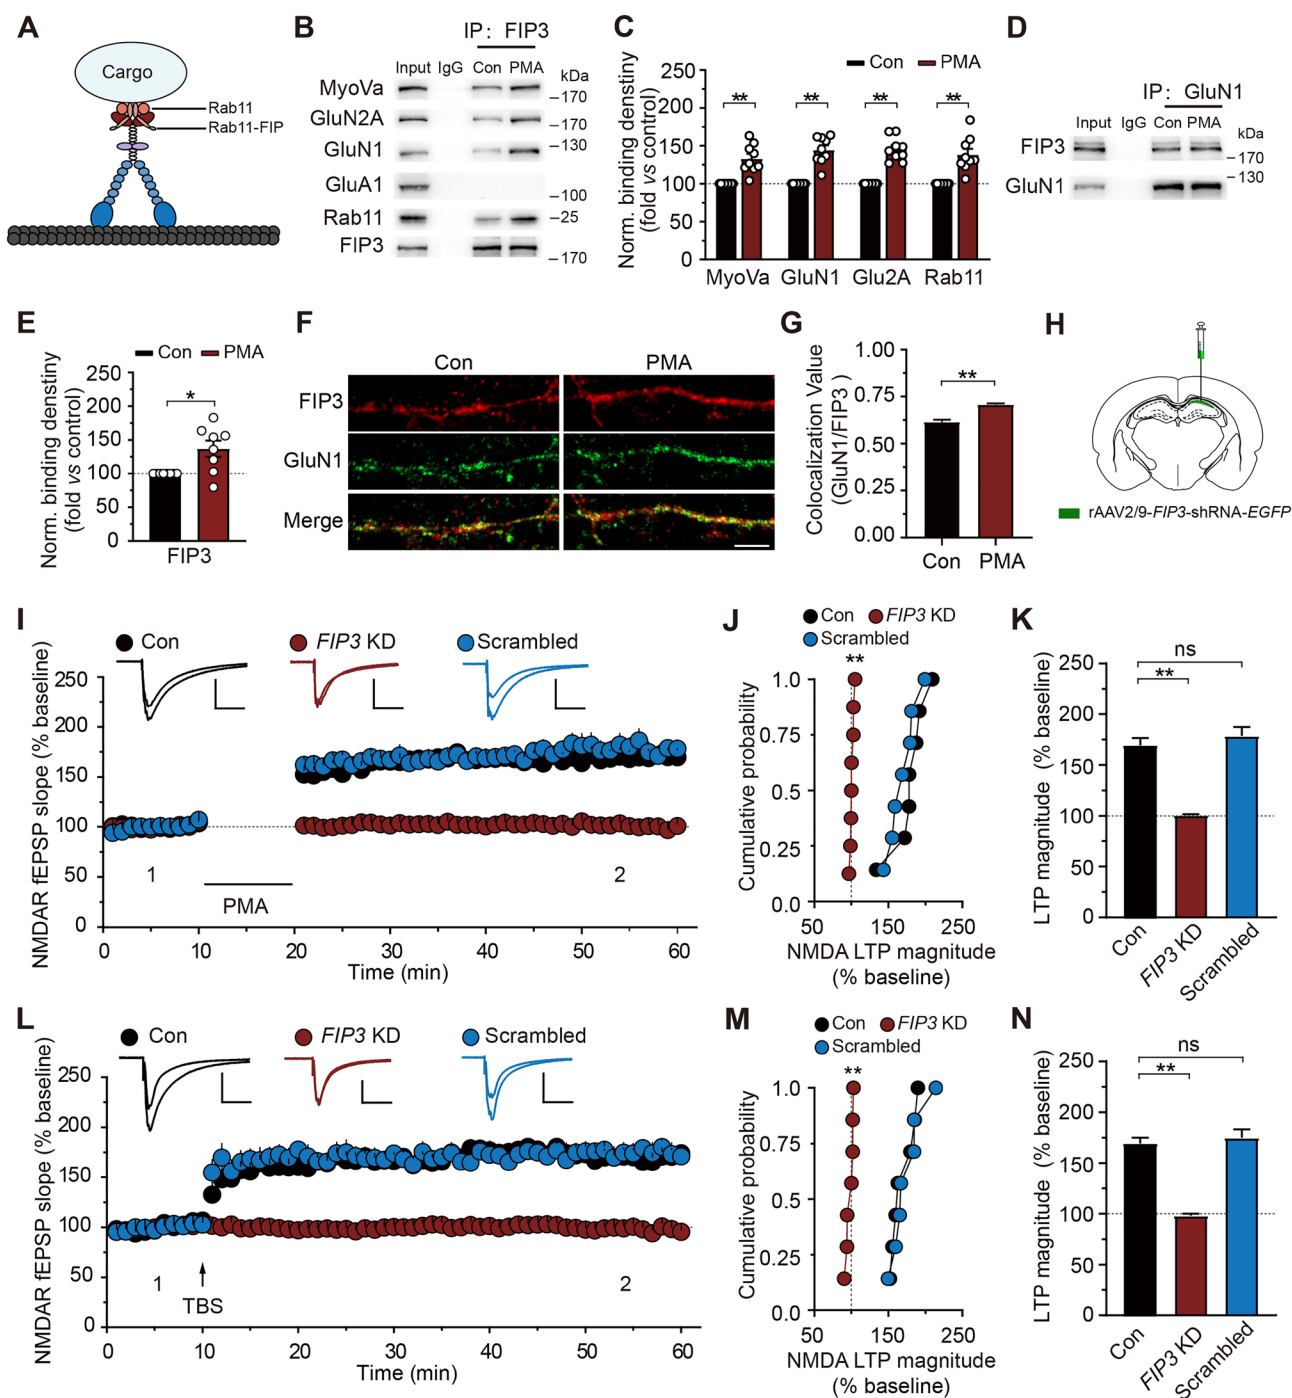 A
Cargo
Rab11
Rab11-FIP
B
IP: FIP3
Input IgG Con PMA
kDa
MyoVa
–170
GluN2A
–170
GluN1
–130
GluA1
–100
Rab11
–25
FIP3
–170
C
Con PMA
Norm. binding denstiny
(fold vs control)
250
200
150
100
50
0
** ** ** **
MyoVa GluN1 Glu2A Rab11
D
IP: GluN1
Input IgG Con PMA
kDa
FIP3
–170
GluN1
–130
E
Con PMA
Norm. binding denstiny
(fold vs control)
250
200
150
100
50
0
*
FIP3
F
Con PMA
FIP3
GluN1
Merge
G
Colocalization Value
(GluN1/FIP3 )
1.00
0.75
0.50
0.25
0.00
**
Con PMA
H
rAAV2/9-FIP3-shRNA-EGFP
I
Con FIP3 KD Scrambled
NMDAR fEPSP slope (% baseline)
250
200
150
100
50
0
1
PMA
2
0 10 20 30 40 50 60
Time (min)
J
Con FIP3 KD
Scrambled
**
Cumulative probability
1.0
0.75
0.5
0.25
0.0
50 150 250
NMDA LTP magnitude
(% baseline)
K
LTP magnitude (% baseline)
250
200
150
100
50
0
ns
**
Con
FIP3 KD
Scrambled
L
Con FIP3 KD Scrambled
NMDAR fEPSP slope (% baseline)
250
200
150
100
50
0
1
TBS
2
0 10 20 30 40 50 60
Time (min)
M
Con FIP3 KD
Scrambled
**
Cumulative probability
1.0
0.75
0.5
0.25
0.0
50 150 250
NMDA LTP magnitude
(% baseline)
N
LTP magnitude (% baseline)
250
200
150
100
50
0
ns
**
Con
FIP3 KD
Scrambled